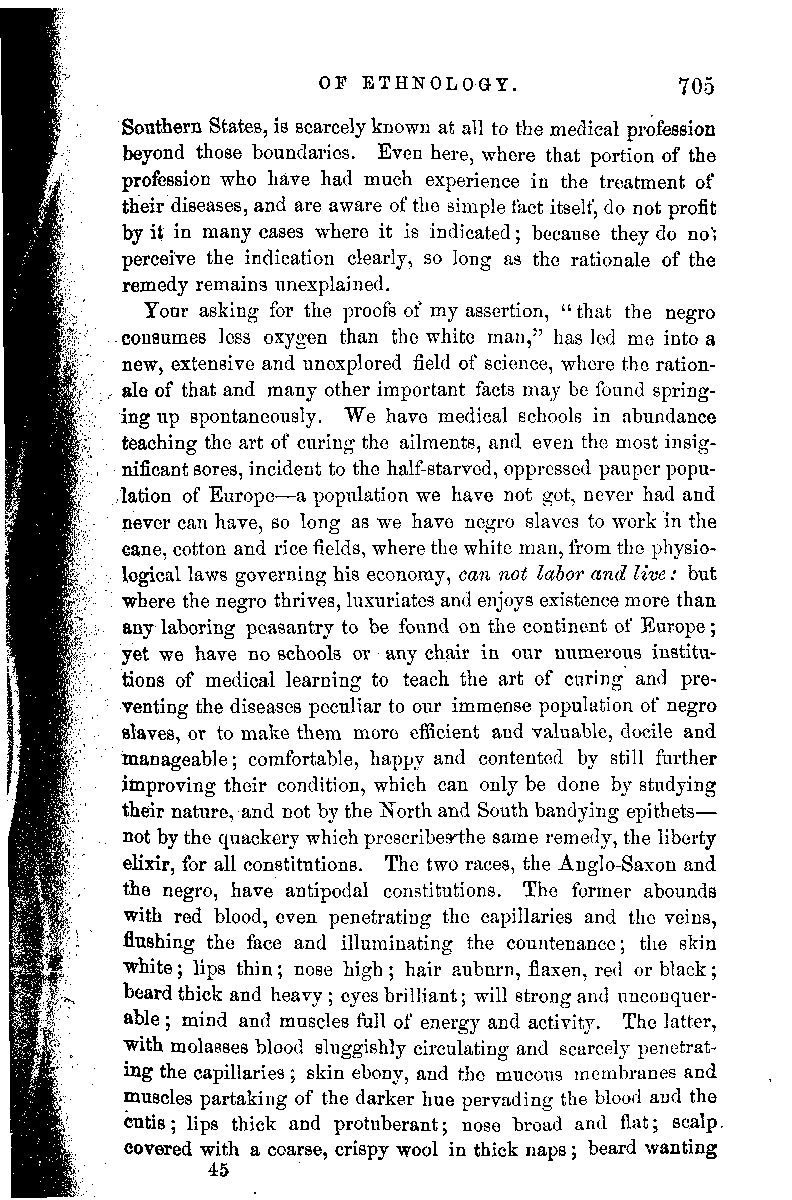 OF ETHNOLOGY. 705
Southern States, is scarcely known at all to the medical profession
beyond those boundaries. Even here, where that portion of the
profession who have had much experience in the treatment of
their diseases, and are aware of the simple fact itself, do not profit
by it in many cases where it is indicated; because they do not
perceive the indication clearly, so long as the rationale of the
remedy remains unexplained.
Your asking for the proofs of my assertion, "that the negro
consumes less oxygen than the white man," has led me into a
new, extensive and unexplored field of science, where the ration-
ale of that and many other important facts may be found spring-
ing up spontaneously. We have medical schools in abundance
teaching the art of curing the ailments, and even the most insig-
nificant sores, incident to the half-starved, oppressed pauper popu-
lation of Europe—a population we have not got, never had and
never can have, so long as we have negro slaves to work in the
cane, cotton and rice fields, where the white man, from the physio-
logical laws governing his economy, can not labor and live: but
where the negro thrives, luxuriates and enjoys existence more than
any laboring peasantry to be found on the continent of Europe;
yet we have no schools or any chair in our numerous institu-
tions of medical learning to teach the art of curing and pre-
venting the diseases peculiar to our immense population of negro
slaves, or to make them more efficient and valuable, docile and
manageable; comfortable, happy and contented by still further
improving their condition, which can only be done by studying
their nature, and not by the North and South bandying epithets—
not by the quackery which prescribes the same remedy, the liberty
elixir, for all constitutions. The two races, the Anglo-Saxon and
the negro, have antipodal constitutions. The former abounds
with red blood, even penetrating the capillaries and the veins,
flushing the face and illuminating the countenance; the skin
white; lips thin; nose high; hair auburn, flaxen, red or black;
beard thick and heavy; eyes brilliant; will strong and unconquer-
able; mind and muscles full of energy and activity. The latter,
with molasses blood sluggishly circulating and scarcely penetrat-
ing the capillaries; skin ebony, and the mucous membranes and
muscles partaking of the darker hue pervading the blood and the
cutis; lips thick and protuberant; nose broad and flat; scalp
covered with a coarse, crispy wool in thick naps; beard wanting
45